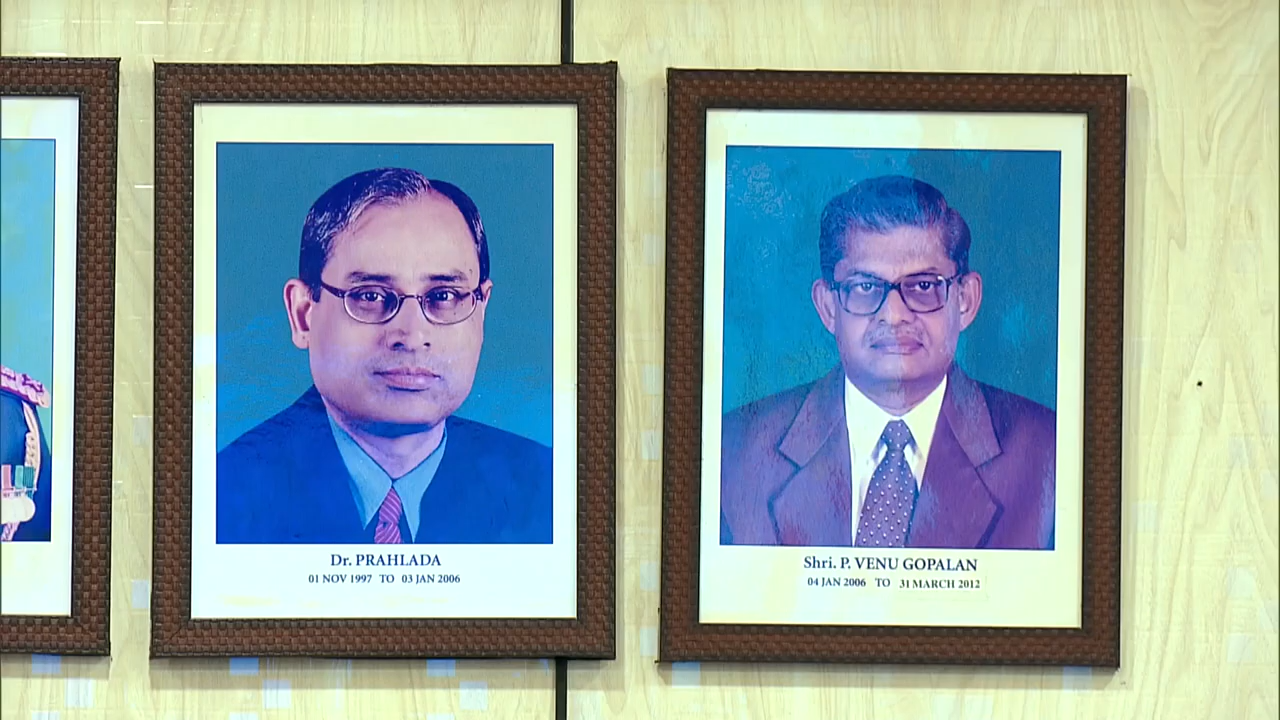 Dr. PRAHLADA
01 NOV 1997 TO 03 JAN 2006
Shri. P. VENU GOPALAN
04 JAN 2006 TO 31 MARCH 2012